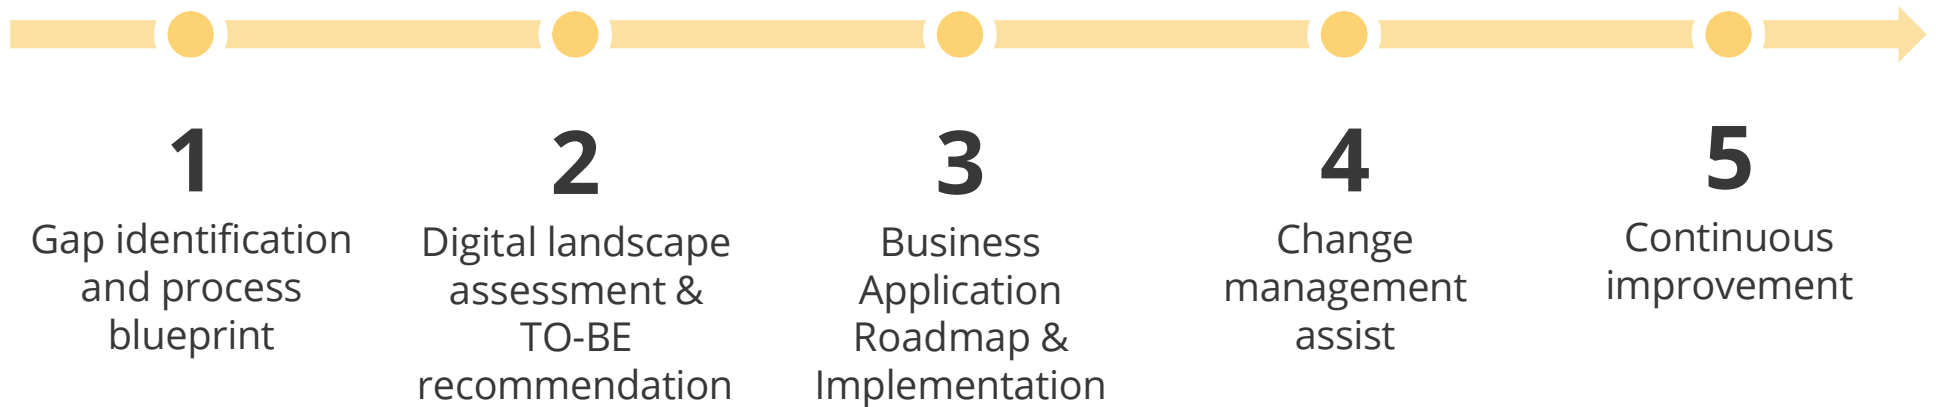 1
Gap identification
and process
blueprint
2
Digital landscape
assessment &
TO-BE
recommendation
3
Business
Application
Roadmap &
Implementation
4
Change
management
assist
5
Continuous
improvement